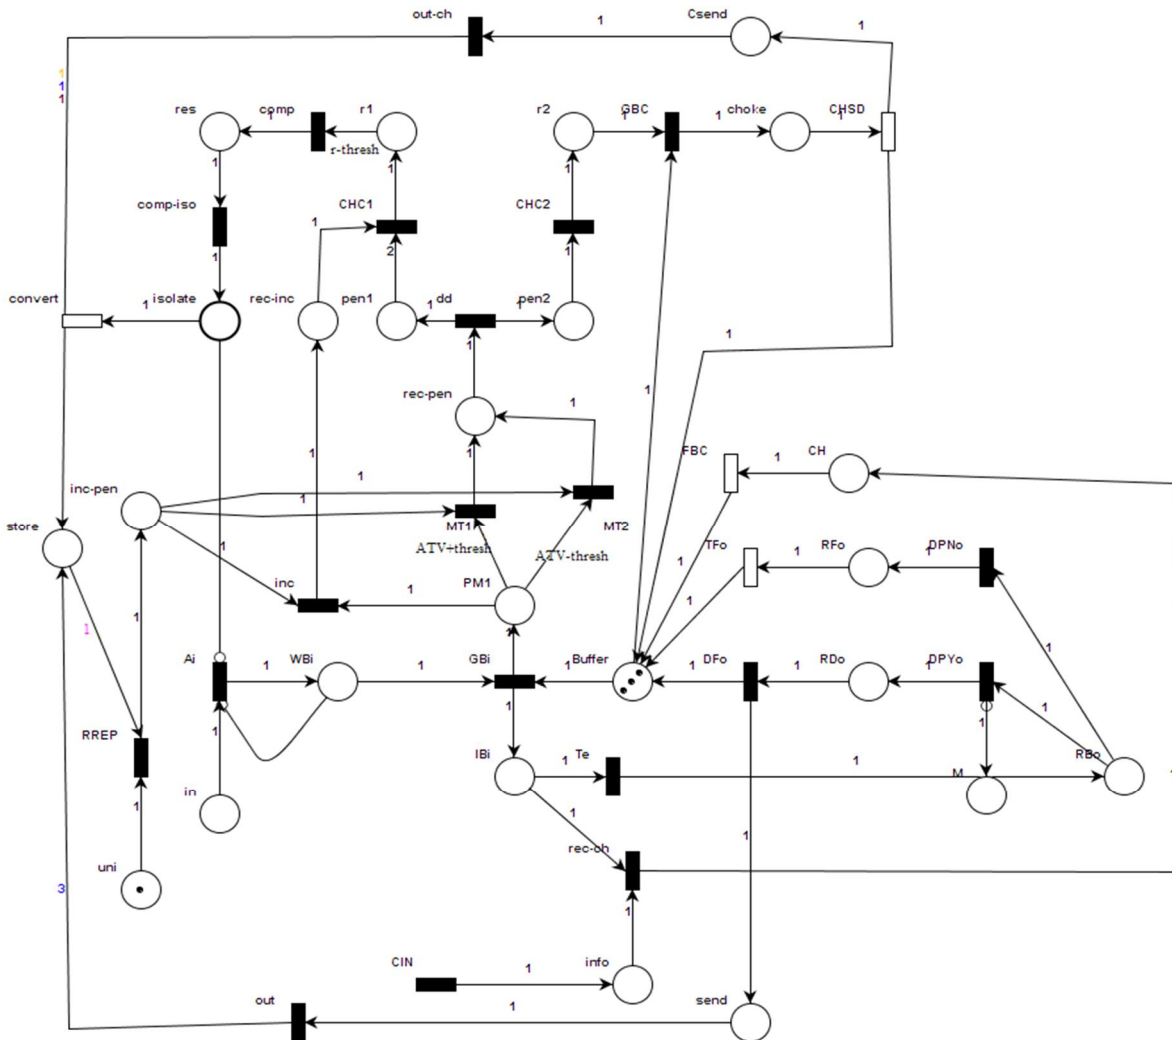 out-ch
1
Csend
1
1
1
1
res
1
comp
r1
r-thresh
r2
1
GBC
1
choke
1
CHSD
1
1
1
comp-iso
CHC1
CHC2
1
1
2
1
convert
1
isolate
rec-inc
pen1
1
dd
1
pen2
1
1
rec-pen
1
1
1
1
1
FBC
1
CH
inc-pen
1
1
store
MT1
MT2
ATV+thresh
ATV-thresh
1
inc
1
PM1
1
TFo
1
RFo
DPNo
1
1
1
1
Ai
1
WBi
1
GBi
1
1
Buffer
1
DFo
1
RDo
DPYo
1
1
1
1
RREP
1
1
in
IBi
1
Te
1
M
RBo
1
1
rec-ch
uni
3
1
CIN
1
info
out
1
send